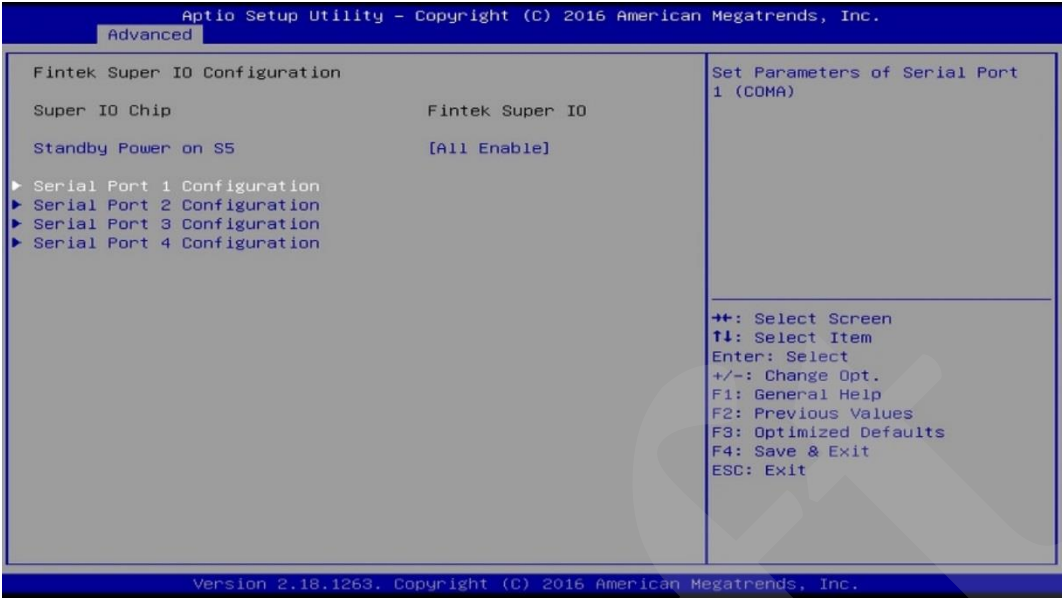 Aptio Setup Utility – Copyright (C) 2016 American Megatrends, Inc.
Advanced
Fintek Super IO Configuration
Super IO Chip Fintek Super IO
Standby Power on S5 [All Enable]
▶ Serial Port 1 Configuration
▶ Serial Port 2 Configuration
▶ Serial Port 3 Configuration
▶ Serial Port 4 Configuration
Set Parameters of Serial Port
1 (COMA)
→←: Select Screen
↑↓: Select Item
Enter: Select
+/-: Change Opt.
F1: General Help
F2: Previous Values
F3: Optimized Defaults
F4: Save & Exit
ESC: Exit
Version 2.18.1263. Copyright (C) 2016 American Megatrends, Inc.